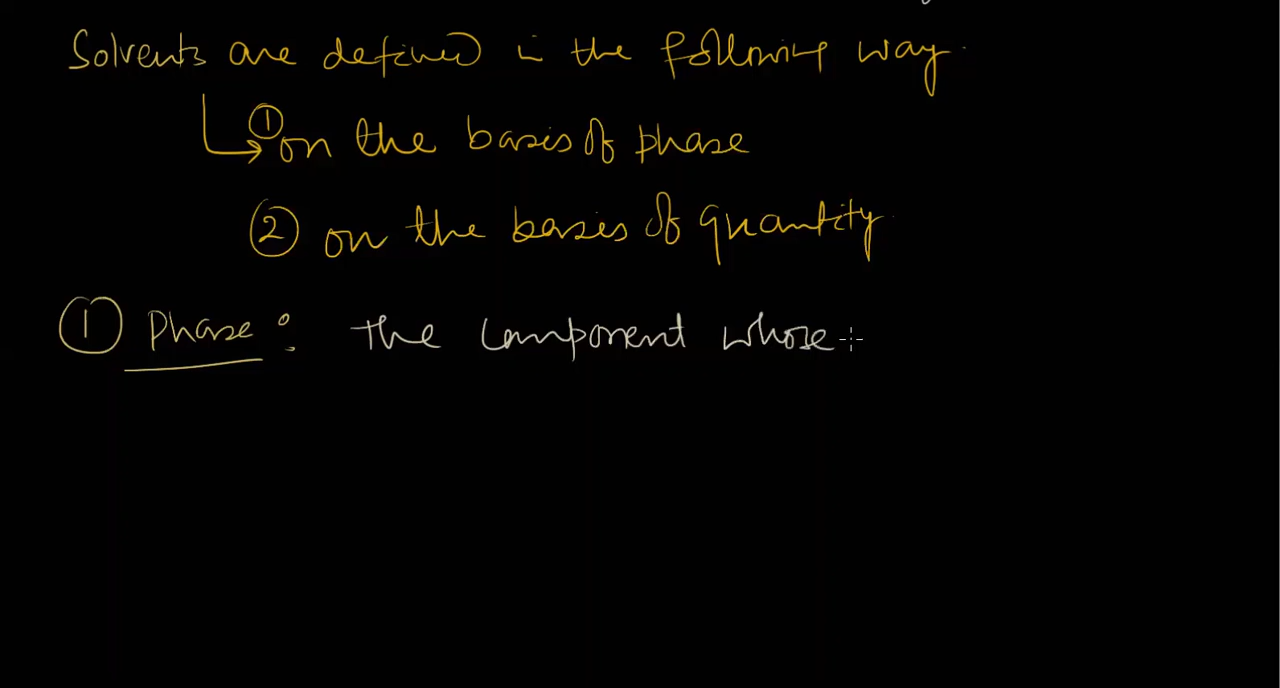 Solvents are defined in the following way.
① on the basis of phase
② on the basis of quantity
① Phase : The component whose